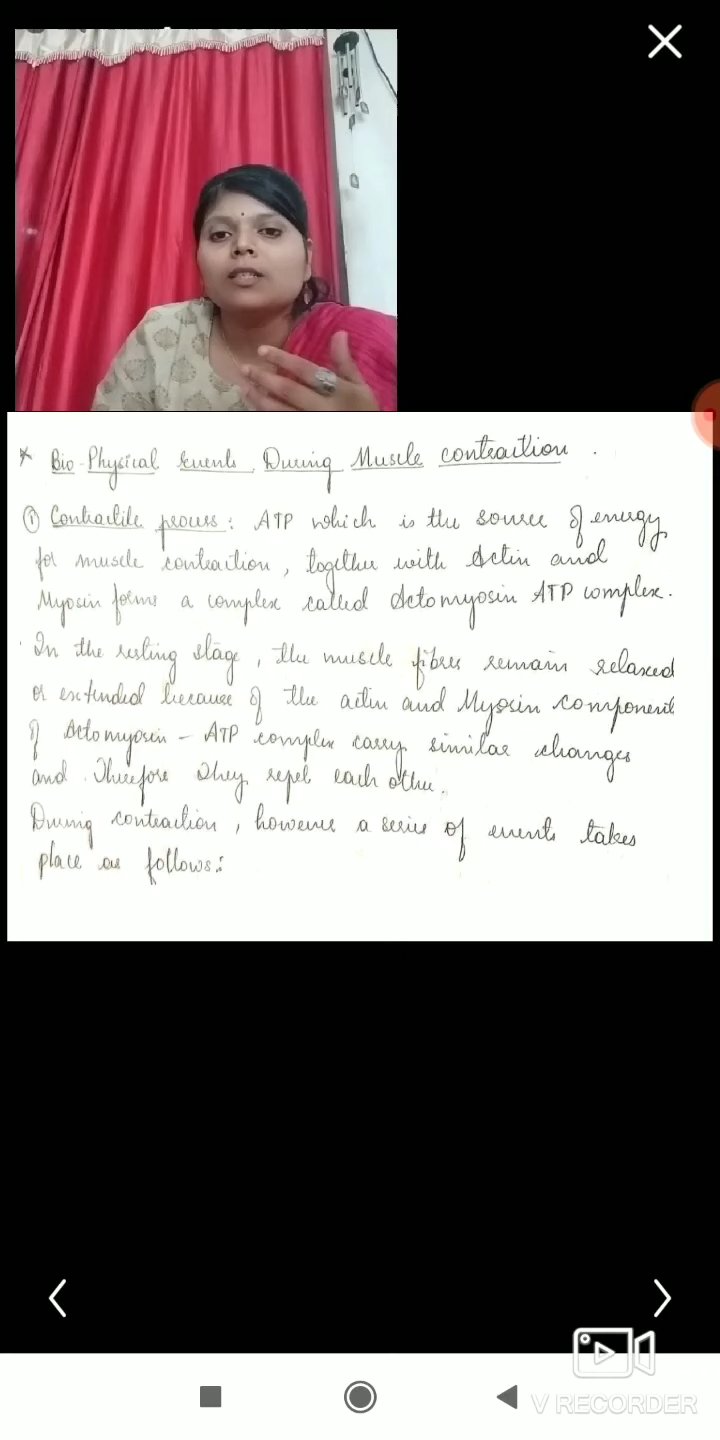 * Bio-Physical events During Muscle contraction.
① Contractile process: ATP which is the source of energy
for muscle contraction, together with Actin and
Myosin forms a complex called Actomyosin ATP complex.
In the resting stage, the muscle fibres remain relaxed
or extended because of the actin and Myosin component
of Actomyosin - ATP complex carry similar changes
and Therefore They repel each other.
During contraction, however a series of events takes
place as follows:
V RECORDER